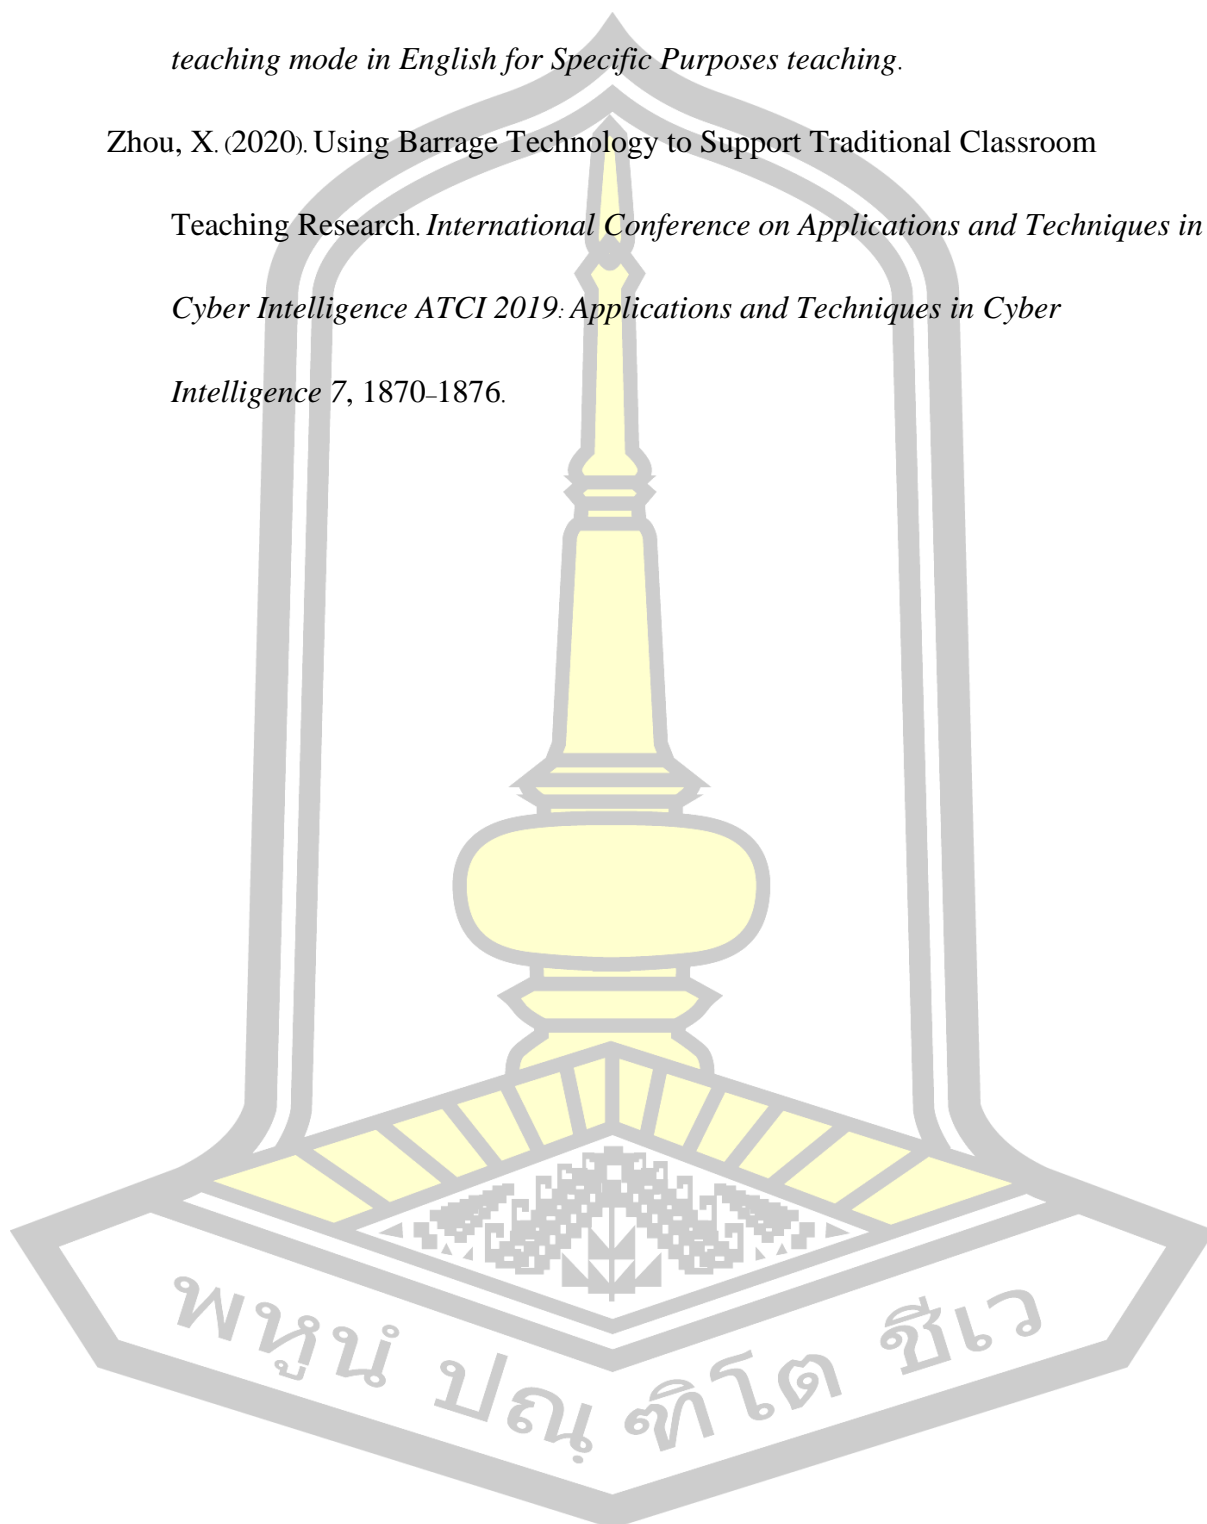 teaching mode in English for Specific Purposes teaching.
Zhou, X. (2020). Using Barrage Technology to Support Traditional Classroom
Teaching Research. International Conference on Applications and Techniques in
Cyber Intelligence ATCI 2019: Applications and Techniques in Cyber
Intelligence 7, 1870–1876.
พหูนํ ปณฺฑิโต ชีเว